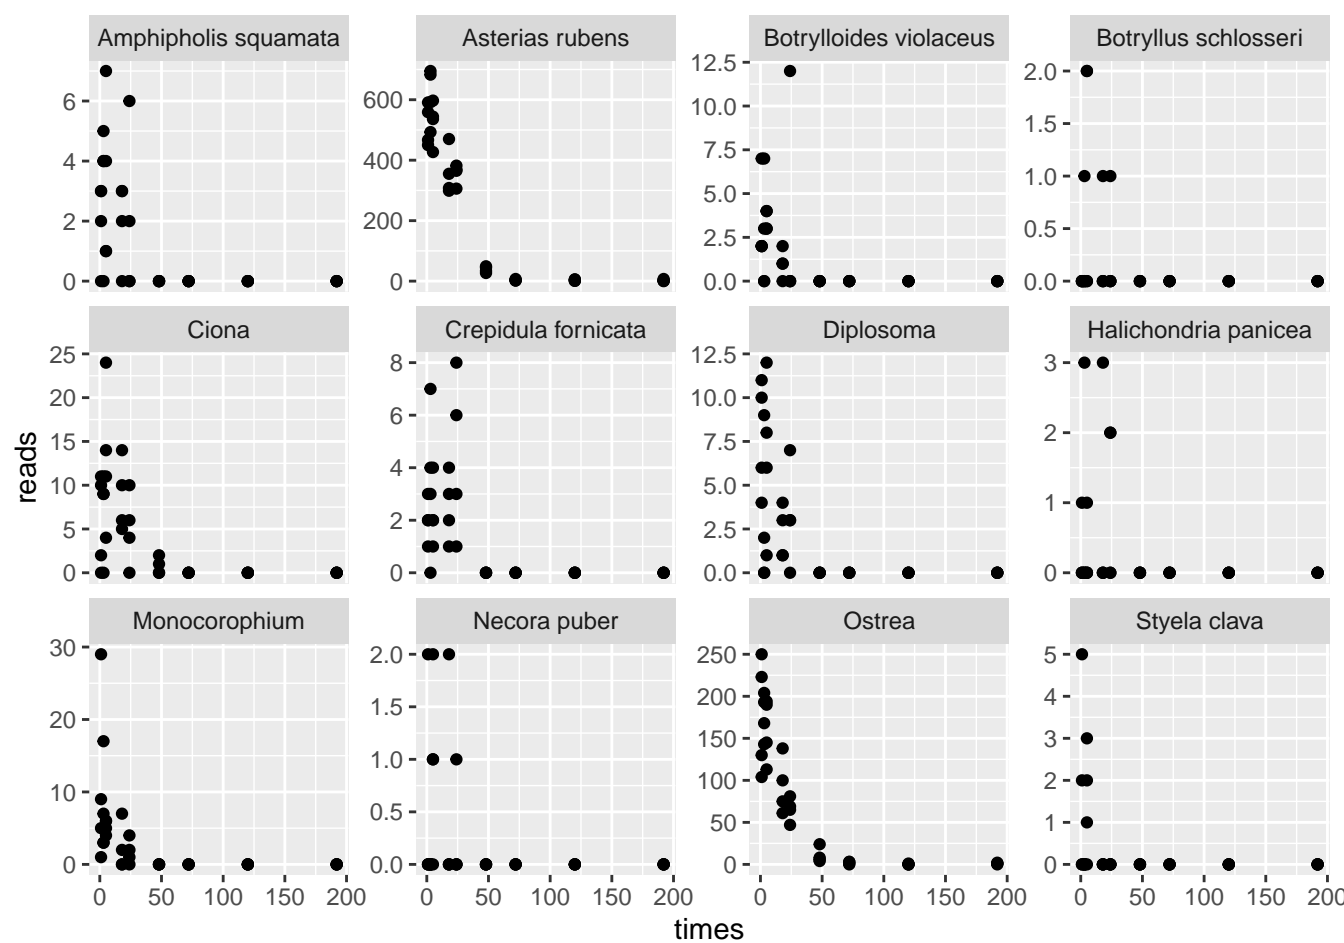 Amphipholis squamata Asterias rubens Botrylloides violaceus Botryllus schlosseri
6 4 2 0
600 400 200 0
12.5 10.0 7.5 5.0 2.5 0.0
2.0 1.5 1.0 0.5 0.0
Ciona Crepidula fornicata Diplosoma Halichondria panicea
25 20 15 10 5 0
8 6 4 2 0
12.5 10.0 7.5 5.0 2.5 0.0
3 2 1 0
reads
Monocorophium Necora puber Ostrea Styela clava
30 20 10 0
2.0 1.5 1.0 0.5 0.0
250 200 150 100 50 0
5 4 3 2 1 0
0 50 100 150 200 0 50 100 150 200 0 50 100 150 200 0 50 100 150 200
times